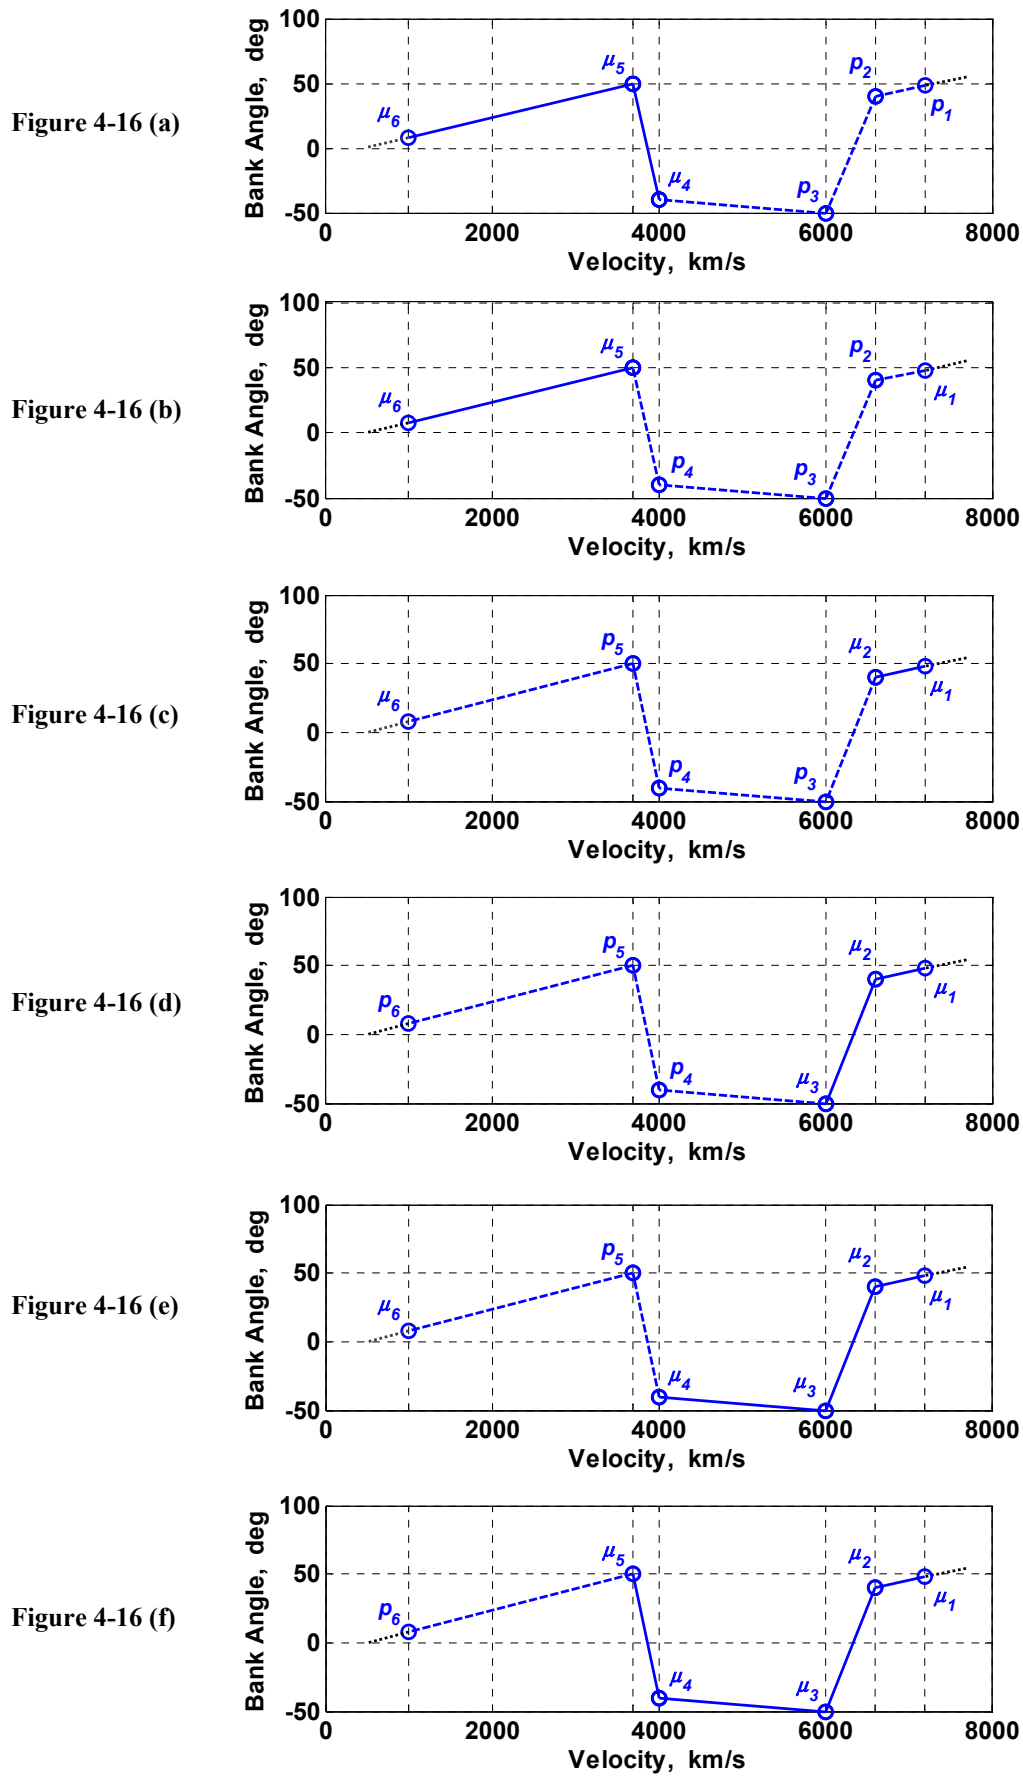 Figure 4-16 (a)
Bank Angle, deg
100
50
0
-50
μ6
μ5
μ4
p3
p2
p1
0 2000 4000 6000 8000
Velocity, km/s
Figure 4-16 (b)
Bank Angle, deg
100
50
0
-50
μ6
μ5
p4
p3
p2
μ1
0 2000 4000 6000 8000
Velocity, km/s
Figure 4-16 (c)
Bank Angle, deg
100
50
0
-50
μ6
p5
p4
p3
μ2
μ1
0 2000 4000 6000 8000
Velocity, km/s
Figure 4-16 (d)
Bank Angle, deg
100
50
0
-50
p6
p5
p4
μ3
μ2
μ1
0 2000 4000 6000 8000
Velocity, km/s
Figure 4-16 (e)
Bank Angle, deg
100
50
0
-50
μ6
p5
μ4
μ3
μ2
μ1
0 2000 4000 6000 8000
Velocity, km/s
Figure 4-16 (f)
Bank Angle, deg
100
50
0
-50
p6
μ5
μ4
μ3
μ2
μ1
0 2000 4000 6000 8000
Velocity, km/s